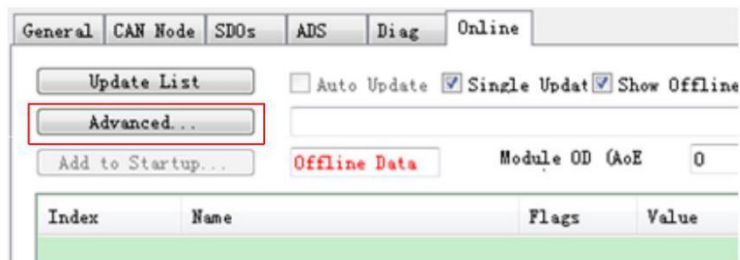 General CAN Node SDOs ADS Diag Online
Update List Auto Update Single Updat Show Offline
Advanced...
Add to Startup... Offline Data Module OD (AoE 0
Index Name Flags Value